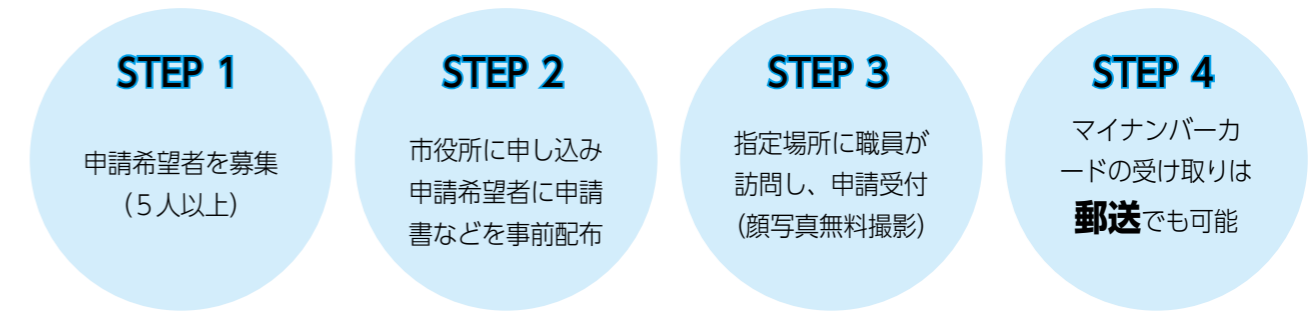 STEP 1
申請希望者を募集
（５人以上）
STEP 2
市役所に申し込み
申請希望者に申請
書などを事前配布
STEP 3
指定場所に職員が
訪問し、申請受付
(顔写真無料撮影)
STEP 4
マイナンバーカ
ードの受け取りは
郵送でも可能